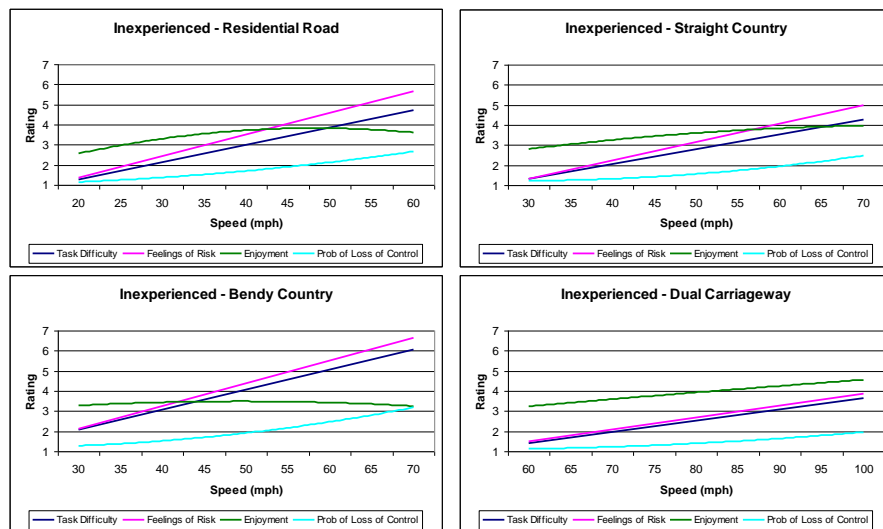 Inexperienced - Residential Road
7
6
5
4
3
2
1
Rating
20 25 30 35 40 45 50 55 60
Speed (mph)
Task Difficulty Feelings of Risk Enjoyment Prob of Loss of Control
Inexperienced - Straight Country
7
6
5
4
3
2
1
Rating
30 35 40 45 50 55 60 65 70
Speed (mph)
Task Difficulty Feelings of Risk Enjoyment Prob of Loss of Control
Inexperienced - Bendy Country
7
6
5
4
3
2
1
Rating
30 35 40 45 50 55 60 65 70
Speed (mph)
Task Difficulty Feelings of Risk Enjoyment Prob of Loss of Control
Inexperienced - Dual Carriageway
7
6
5
4
3
2
1
Rating
60 65 70 75 80 85 90 95 100
Speed (mph)
Task Difficulty Feelings of Risk Enjoyment Prob of Loss of Control